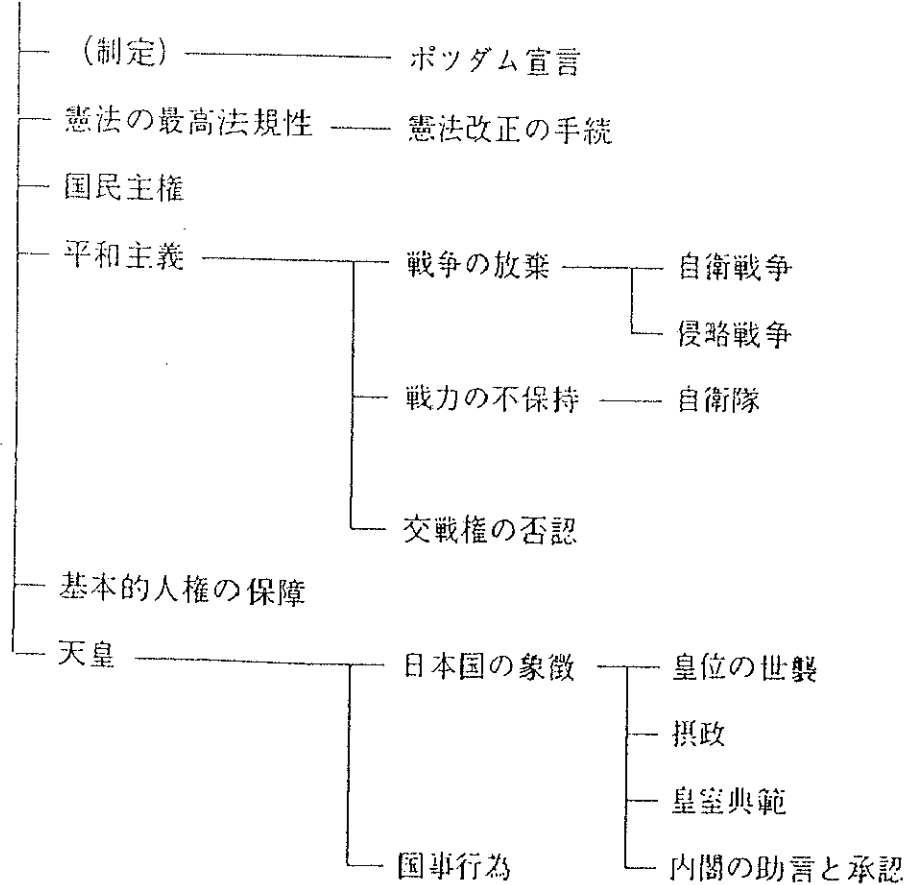 (制定) ポツダム宣言
憲法の最高法規性 憲法改正の手続
国民主権
平和主義 戦争の放棄 自衛戦争
侵略戦争
戦力の不保持 自衛隊
交戦権の否認
基本的人権の保障
天皇 日本国の象徴 皇位の世襲
摂政
皇室典範
国事行為 内閣の助言と承認